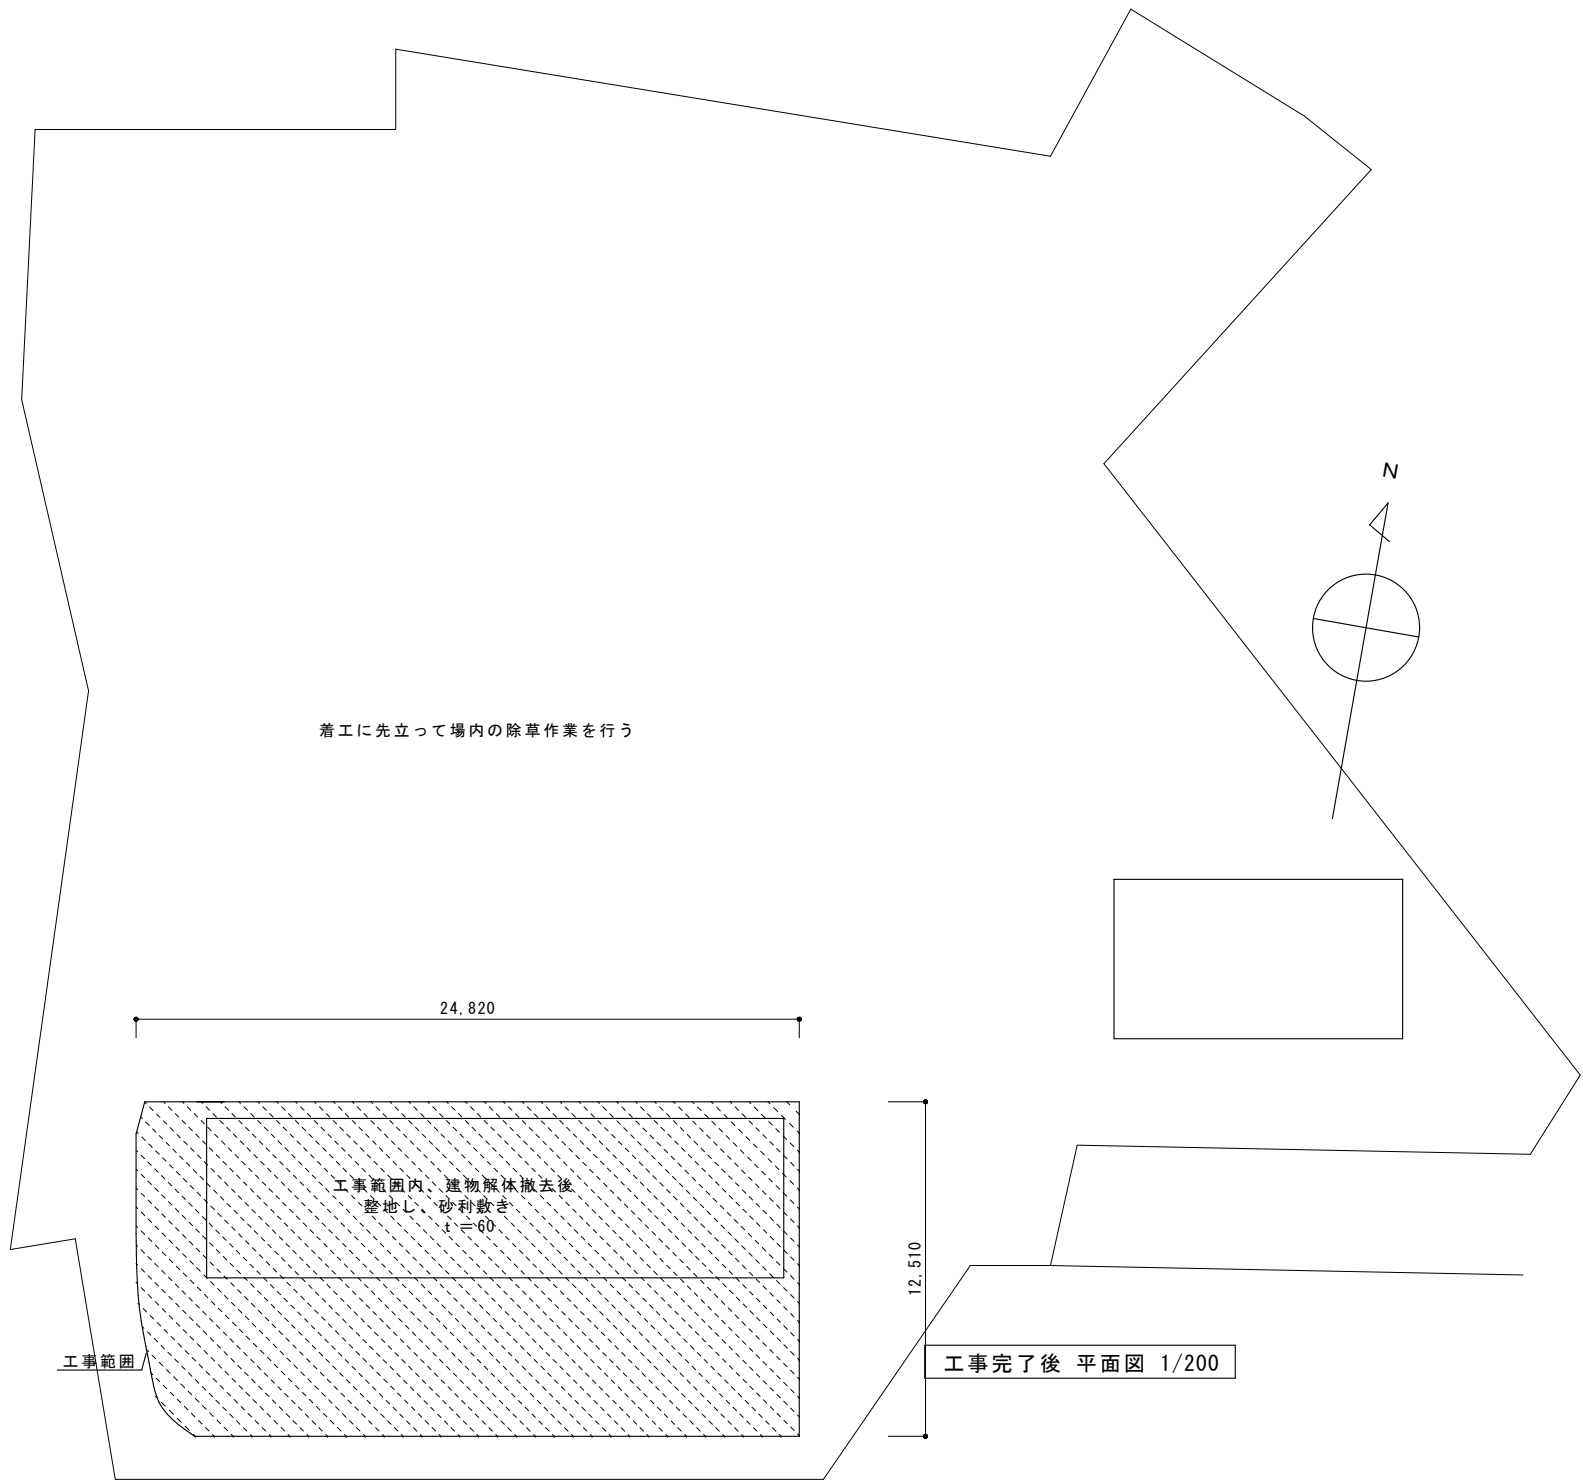 N
着工に先立って場内の除草作業を行う
24,820
工事範囲内、建物解体撤去後
整地し、砂利敷き
t＝60
12,510
工事範囲
工事完了後 平面図 1/200